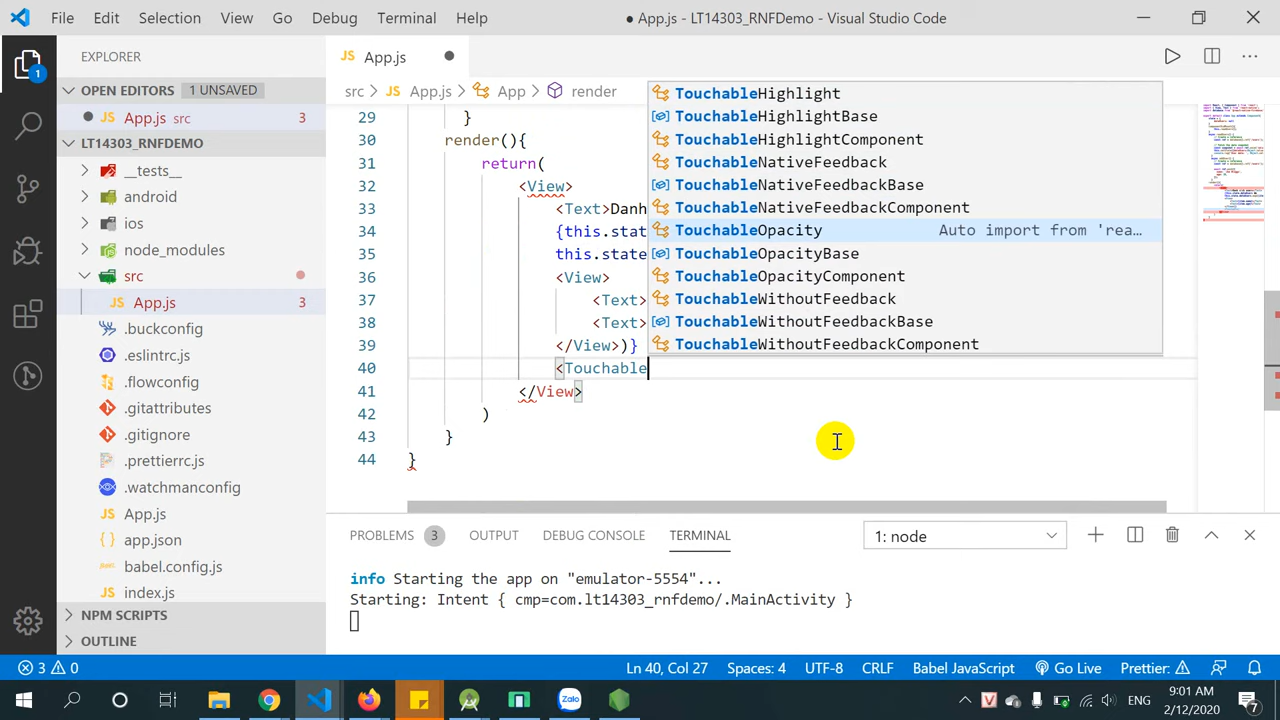 File Edit Selection View Go Debug Terminal Help
● App.js - LT14303_RNFDemo - Visual Studio Code
EXPLORER
JS App.js
OPEN EDITORS 1 UNSAVED
src > JS App.js > App > render
JS App.js src 3
LT14303_RNFDEMO
__tests__
android
ios
node_modules
src
JS App.js 3
.buckconfig
.eslintrc.js
.flowconfig
.gitattributes
.gitignore
.prettierrc.js
.watchmanconfig
JS App.js
{} app.json
babel.config.js
JS index.js
NPM SCRIPTS
OUTLINE
1
29 }
30 render(){
31 return(
32 <View>
33 <Text>Danh
34 {this.stat
35 this.state
36 <View>
37 <Text>
38 <Text>
39 </View>)}
40 <Touchable
41 </View>
42 )
43 }
44 }
TouchableHighlight
TouchableHighlightBase
TouchableHighlightComponent
TouchableNativeFeedback
TouchableNativeFeedbackBase
TouchableNativeFeedbackComponent
TouchableOpacity Auto import from 'rea…
TouchableOpacityBase
TouchableOpacityComponent
TouchableWithoutFeedback
TouchableWithoutFeedbackBase
TouchableWithoutFeedbackComponent
PROBLEMS 3 OUTPUT DEBUG CONSOLE TERMINAL 1: node
info Starting the app on "emulator-5554"...
Starting: Intent { cmp=com.lt14303_rnfdemo/.MainActivity }
3 0 Ln 40, Col 27 Spaces: 4 UTF-8 CRLF Babel JavaScript Go Live Prettier:
Zalo
ENG
9:01 AM
2/12/2020
7